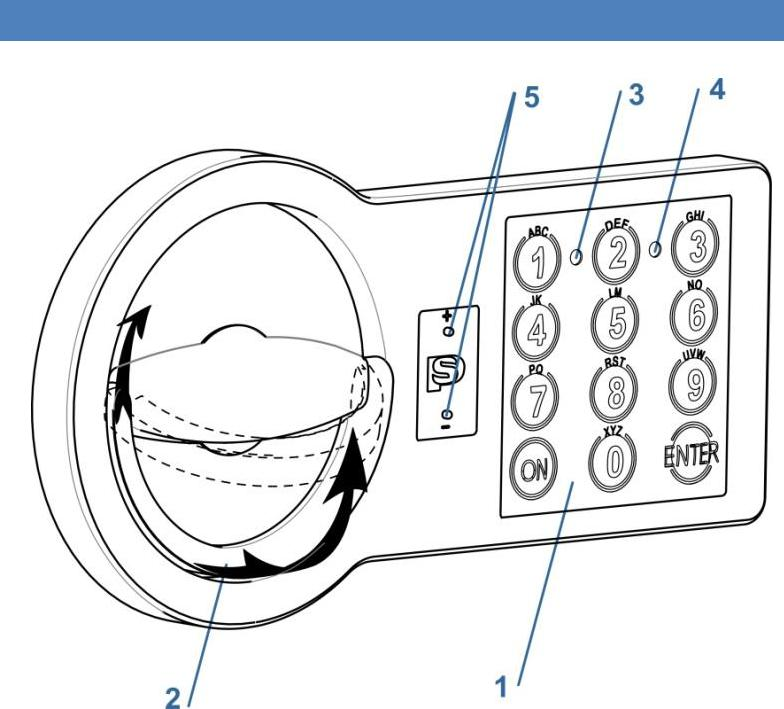 5
3
4
ABC DEF GHI
1 2 3
+
JK LM NO
4 5 6
S
PQ RST UVW
7 8 9
-
XYZ
ON 0 ENTER
2
1